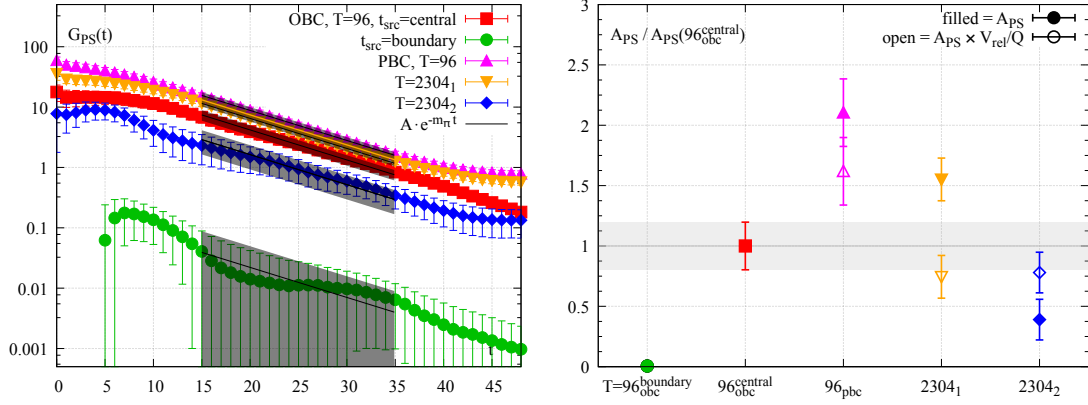 G_PS(t)
OBC, T=96, t_src=central
t_src=boundary
PBC, T=96
T=2304_1
T=2304_2
A · e^-m_π t
100
10
1
0.1
0.01
0.001
0 5 10 15 20 25 30 35 40 45
t
A_PS / A_PS(96_obc^central)
filled = A_PS
open = A_PS × V_rel/Q
3
2.5
2
1.5
1
0.5
0
T=96_obc^boundary 96_obc^central 96_pbc 2304_1 2304_2